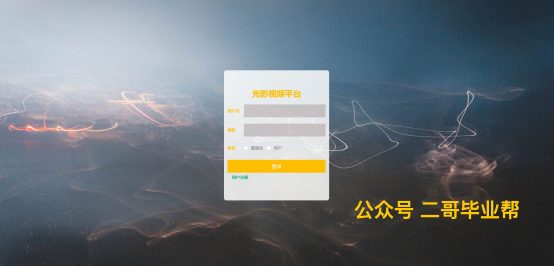 光影视频平台
用户名:
密码:
角色: 管理员 用户
登录
用户注册
公众号 二哥毕业帮